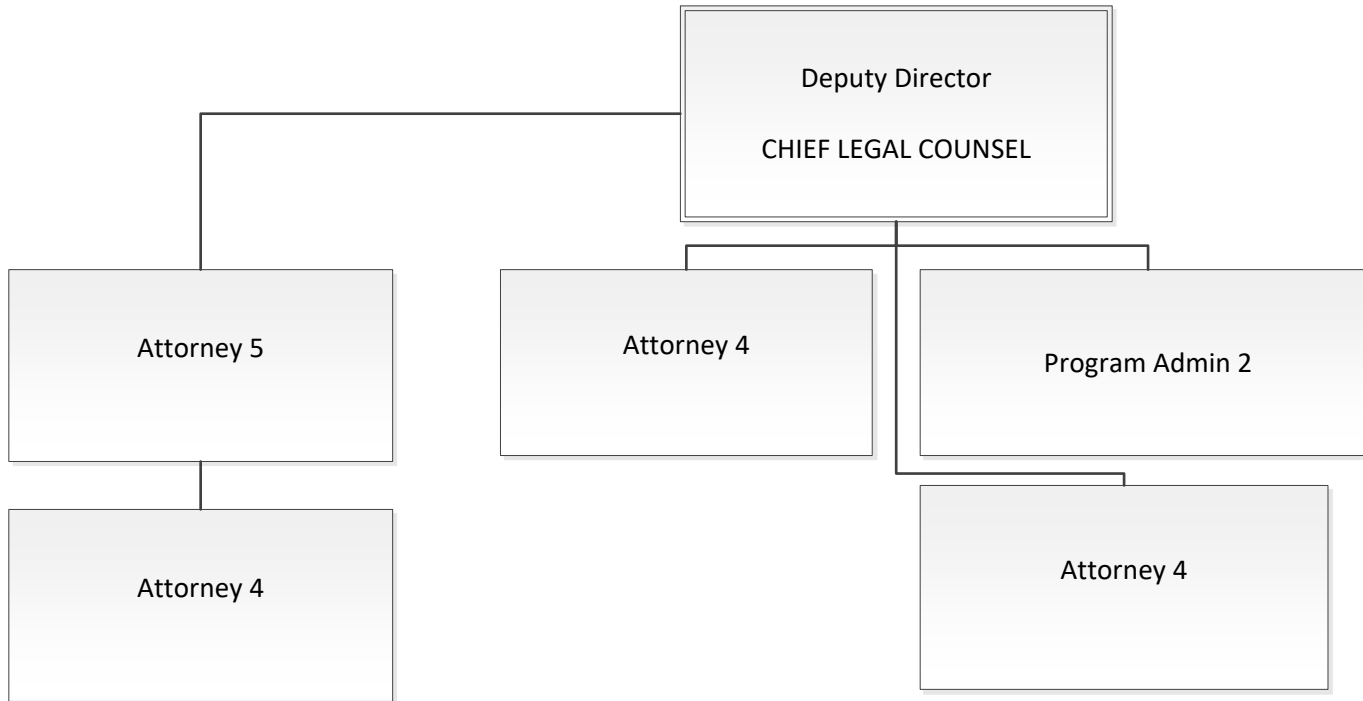 Deputy Director
CHIEF LEGAL COUNSEL
Attorney 5
Attorney 4
Program Admin 2
Attorney 4
Attorney 4